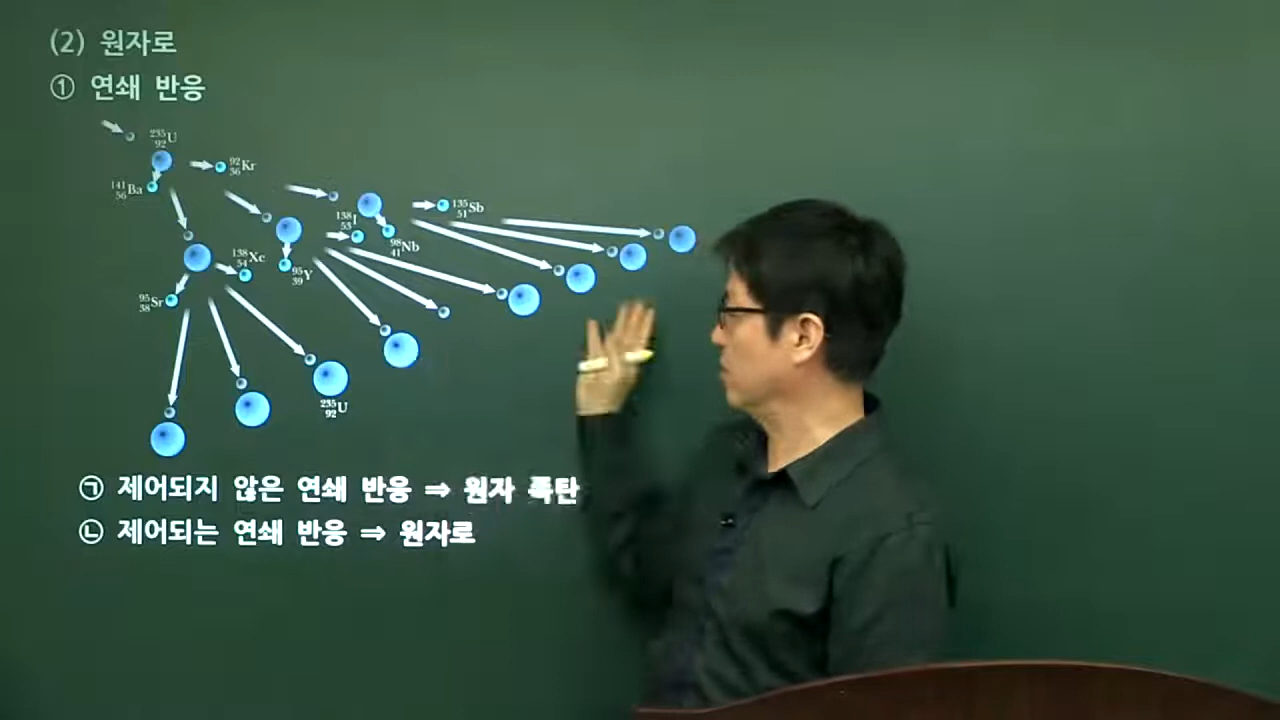 (2) 원자로
① 연쇄 반응
235 92 U
92 36 Kr
141 56 Ba
135 51 Sb
138 53 I
98 41 Nb
138 54 Xc
95 39 Y
95 38 Sr
235 92 U
㉠ 제어되지 않은 연쇄 반응 ⇒ 원자 폭탄
㉡ 제어되는 연쇄 반응 ⇒ 원자로